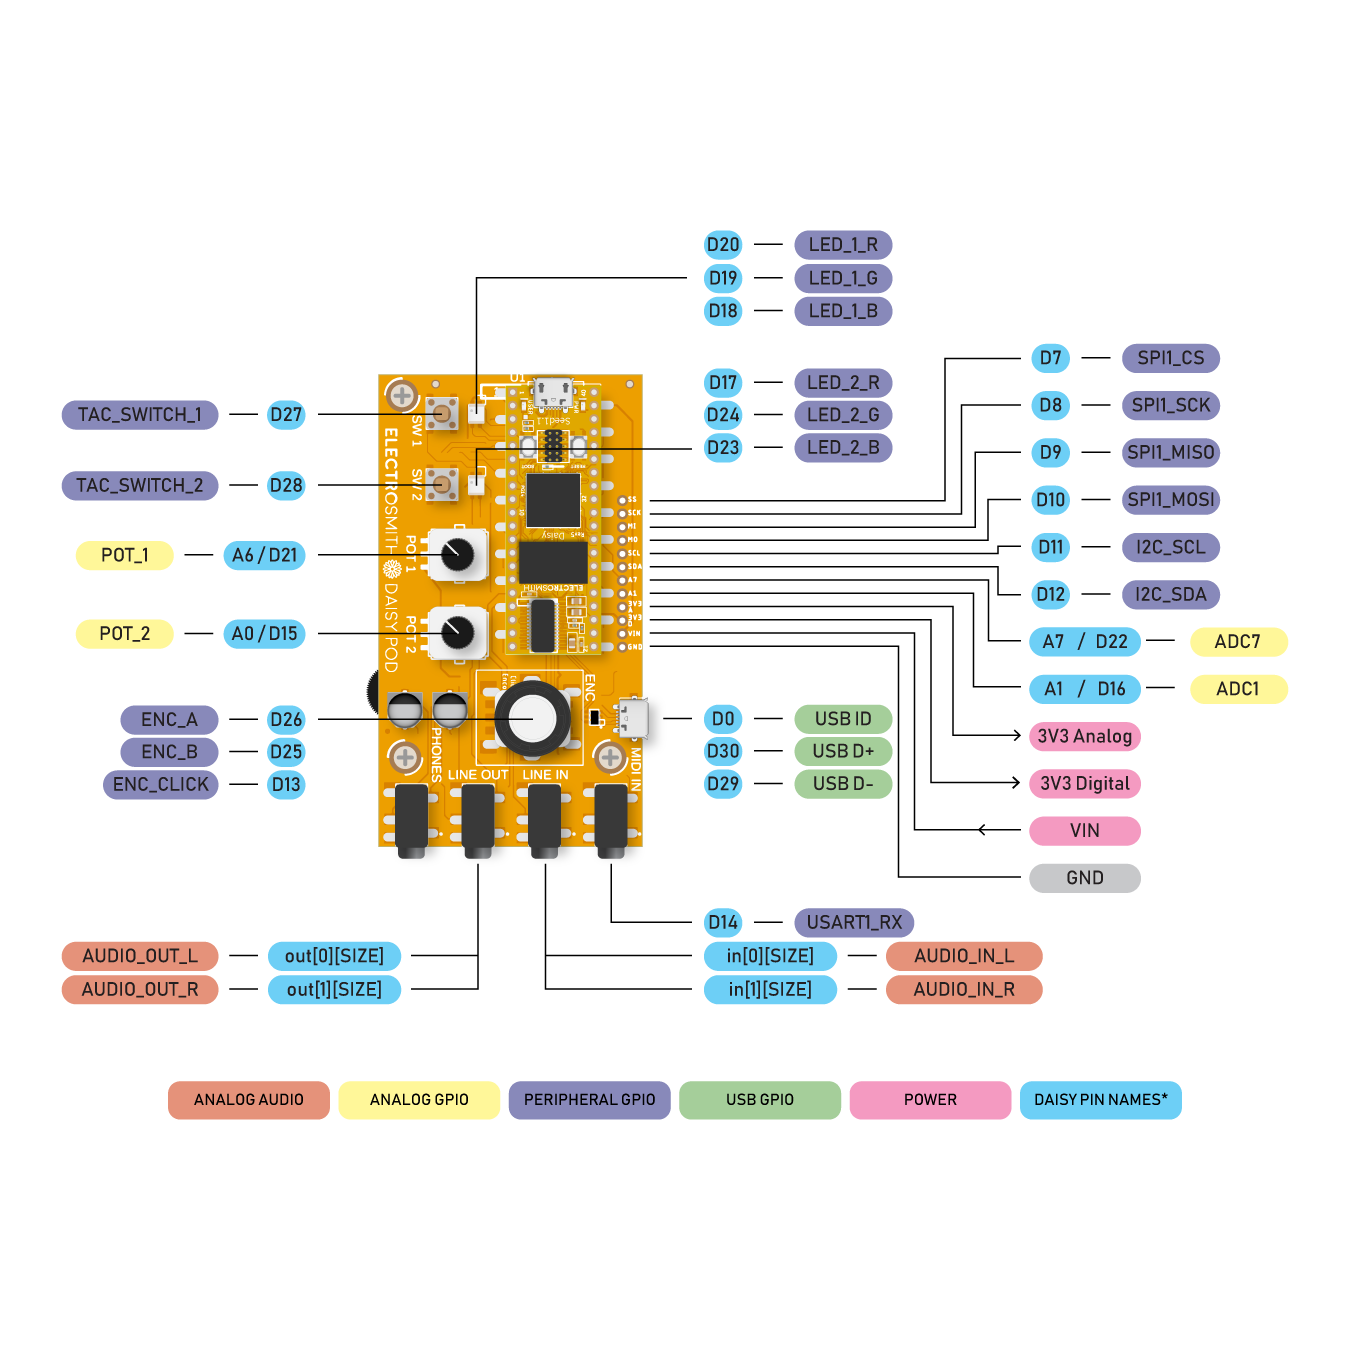 D20 LED_1_R
D19 LED_1_G
D18 LED_1_B
D17 LED_2_R
D24 LED_2_G
D23 LED_2_B
D7 SPI1_CS
D8 SPI1_SCK
D9 SPI1_MISO
D10 SPI1_MOSI
D11 I2C_SCL
D12 I2C_SDA
A7 / D22 ADC7
A1 / D16 ADC1
3V3 Analog
3V3 Digital
VIN
GND
TAC_SWITCH_1 D27
TAC_SWITCH_2 D28
POT_1 A6 / D21
POT_2 A0 / D15
ENC_A D26
ENC_B D25
ENC_CLICK D13
SW 1
SW 2
POT 1
POT 2
ELECTROSMITH DAISY POD
Seed1.1
Daisy
ELECTROSMITH
SS
SCK
MI
MO
SCL
SDA
A7
A1
3V3
3V3
VIN
GND
ENC
PHONES
LINE OUT
LINE IN
MIDI IN
D0 USB ID
D30 USB D+
D29 USB D-
D14 USART1_RX
AUDIO_OUT_L out[0][SIZE]
AUDIO_OUT_R out[1][SIZE]
in[0][SIZE] AUDIO_IN_L
in[1][SIZE] AUDIO_IN_R
ANALOG AUDIO
ANALOG GPIO
PERIPHERAL GPIO
USB GPIO
POWER
DAISY PIN NAMES*